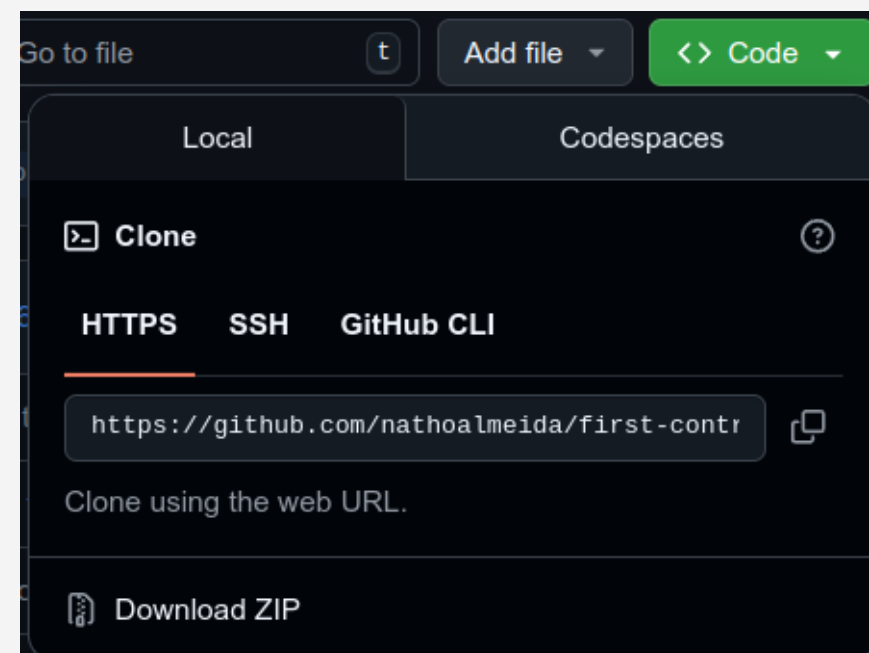 Go to file t Add file <> Code
Local Codespaces
Clone
HTTPS SSH GitHub CLI
https://github.com/nathoalmeida/first-contr
Clone using the web URL.
Download ZIP